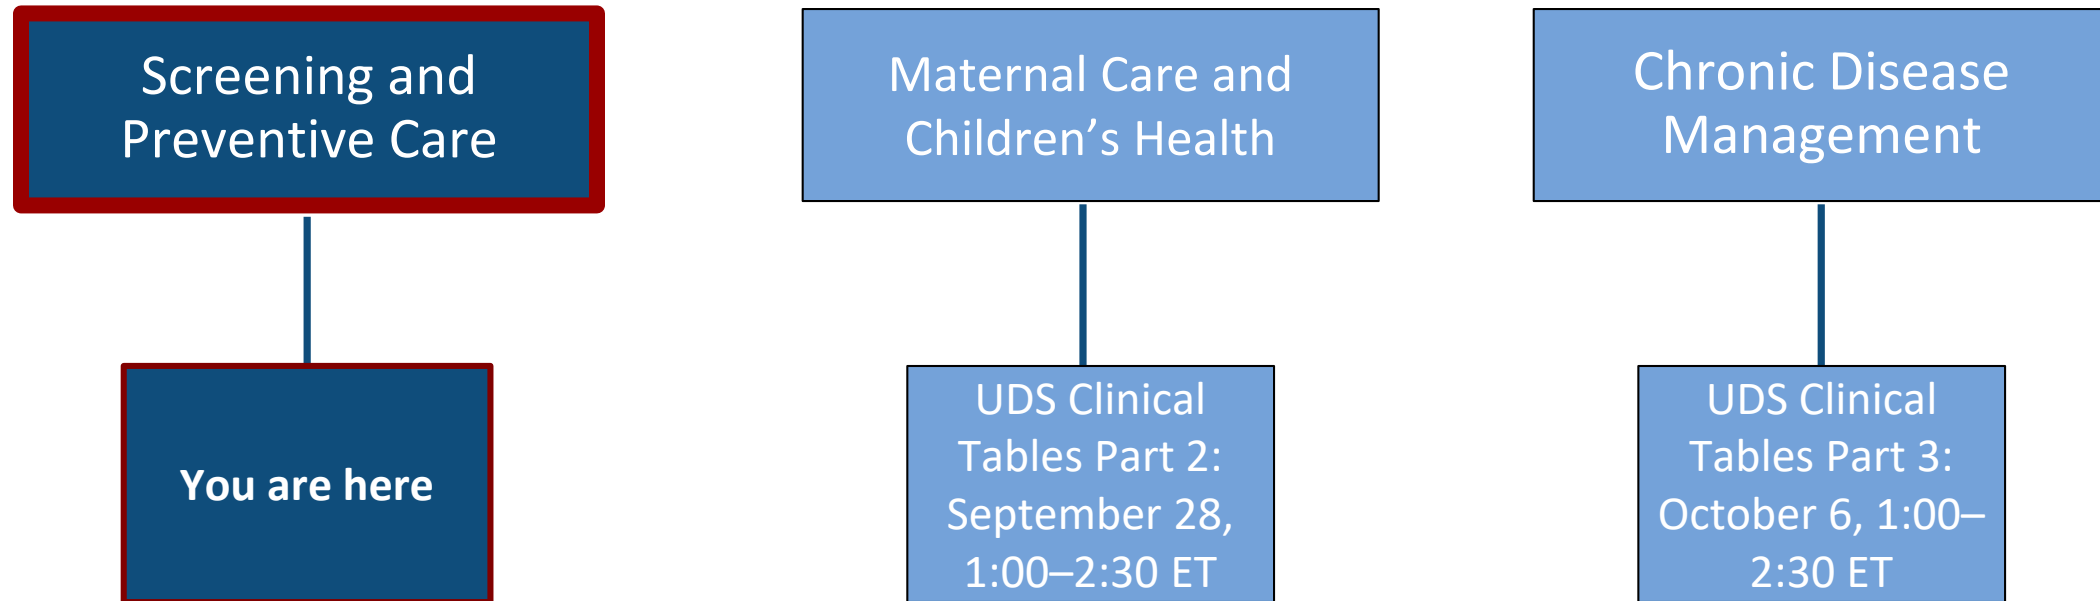 Screening and
Preventive Care
Maternal Care and
Children’s Health
Chronic Disease
Management
You are here
UDS Clinical
Tables Part 2:
September 28,
1:00–2:30 ET
UDS Clinical
Tables Part 3:
October 6, 1:00–
2:30 ET